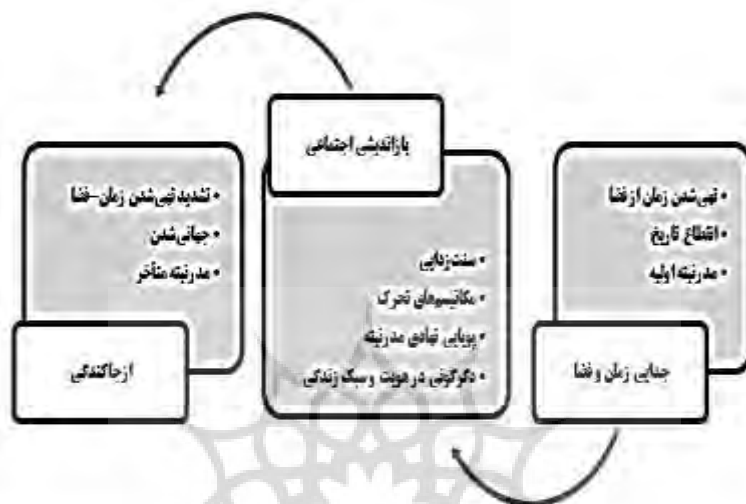 • تهی‌شدن زمان از فضا
• انقطاع تاریخ
• مدرنیته اولیه
جدایی زمان و فضا
بازاندیشی اجتماعی
• سنت‌زدایی
• مکانیسم‌های تحرک
• پویایی نهادی مدرنیته
• دگرگونی در هویت و سبک زندگی
• تشدید تهی‌شدن زمان-فضا
• جهانی‌شدن
• مدرنیته متأخر
ازجاکندگی